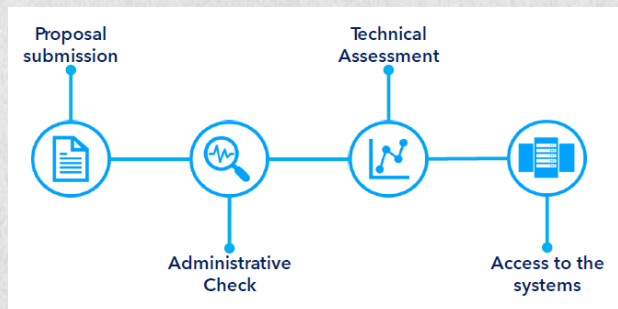 Proposal
submission
Technical
Assessment
Administrative
Check
Access to the
systems